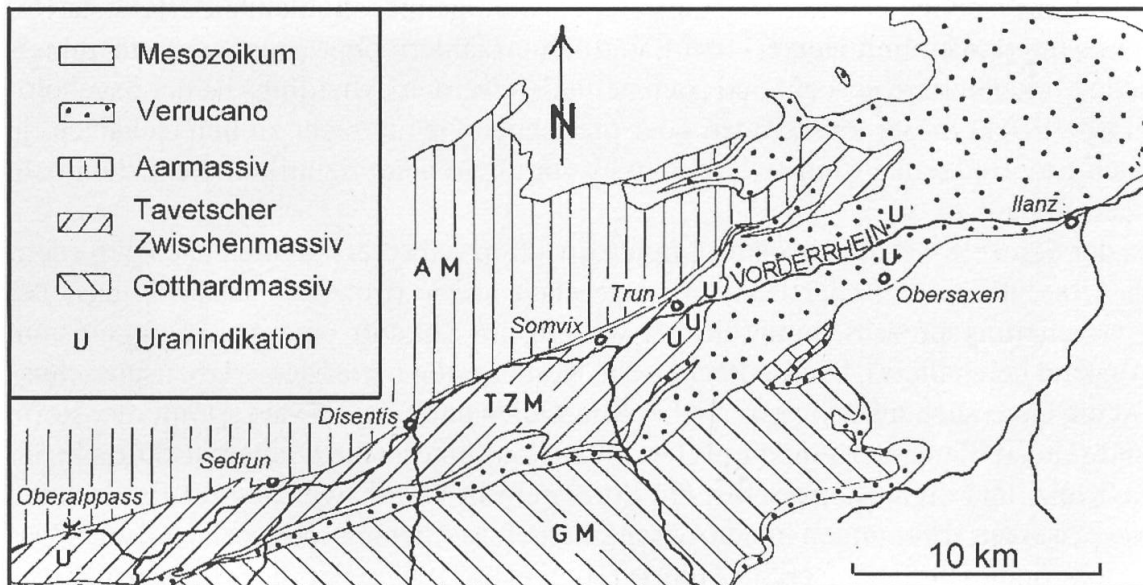 Mesozoikum
Verrucano
Aarmassiv
Tavetscher
Zwischenmassiv
Gotthardmassiv
U Uranindikation
N
Ilanz
U
VORDERRHEIN
U
AM
Trun
U
Obersaxen
Somvix
U
U
TZM
Disentis
Sedrun
Oberalppass
GM
U
10 km